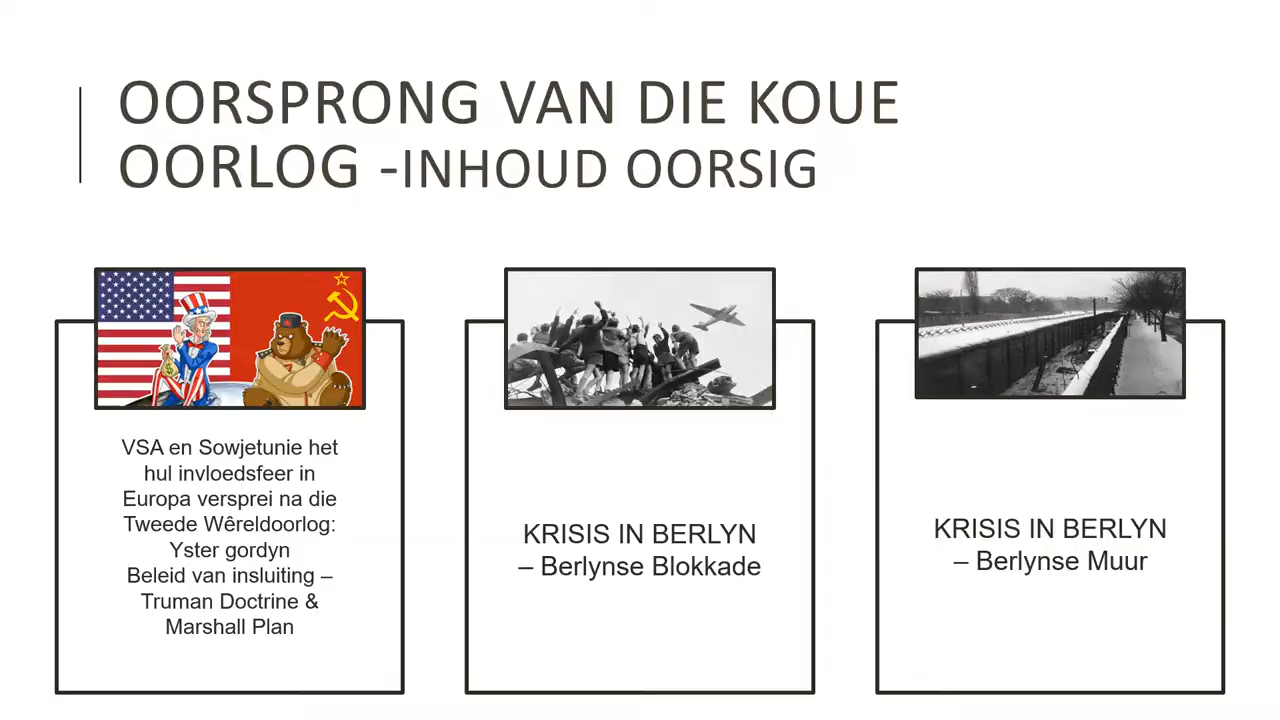 OORSPRONG VAN DIE KOUE
OORLOG -INHOUD OORSIG
VSA en Sowjetunie het
hul invloedsfeer in
Europa versprei na die
Tweede Wêreldoorlog:
Yster gordyn
Beleid van insluiting –
Truman Doctrine &
Marshall Plan
KRISIS IN BERLYN
– Berlynse Blokkade
KRISIS IN BERLYN
– Berlynse Muur